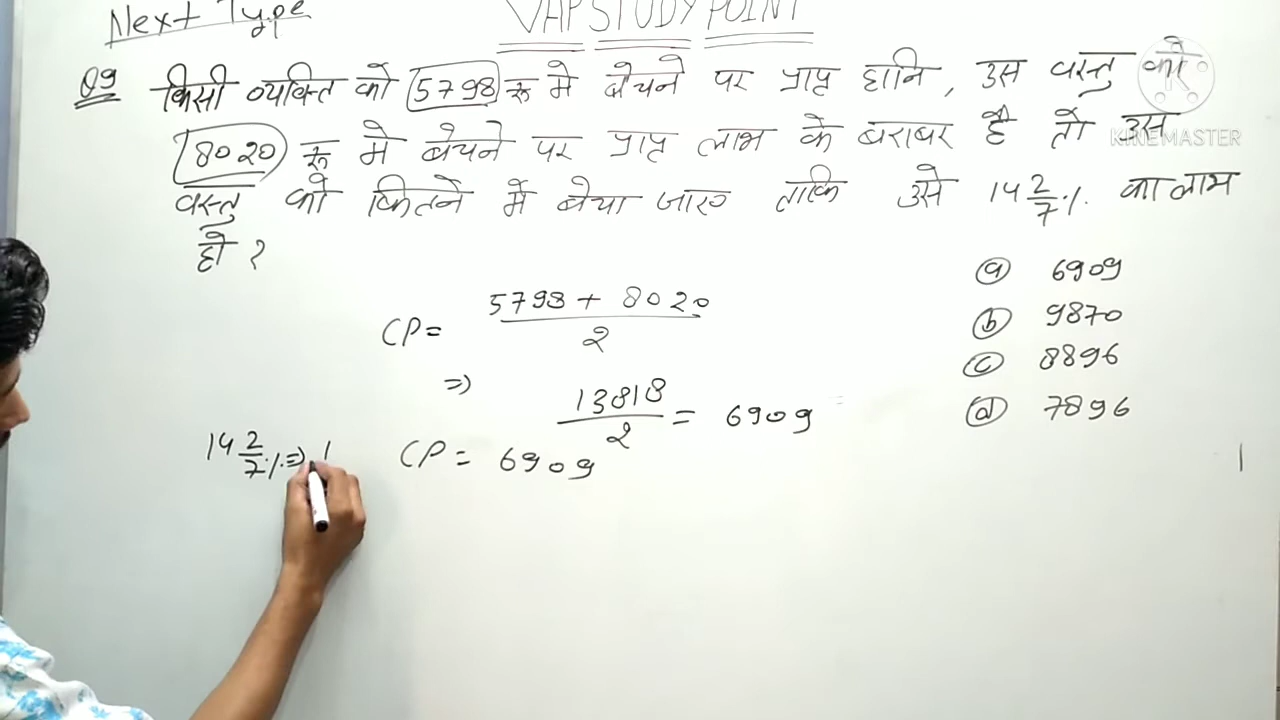 Next Type
VAP STUDY POINT
Q9 किसी व्यक्ति को 5798 रू मे बेचने पर प्राप्त हानि, उस वस्तु को
8020 रू मे बेचने पर प्राप्त लाभ के बराबर है तो उस
वस्तु को कितने में बेचा जाए ताकि उसे 14 2/7 %. का लाभ
हो ?
CP = 5798 + 8020 / 2
=> 13818 / 2 = 6909
CP = 6909
14 2/7 %. => 1
(a) 6909
(b) 9870
(c) 8896
(d) 7896
KINEMASTER